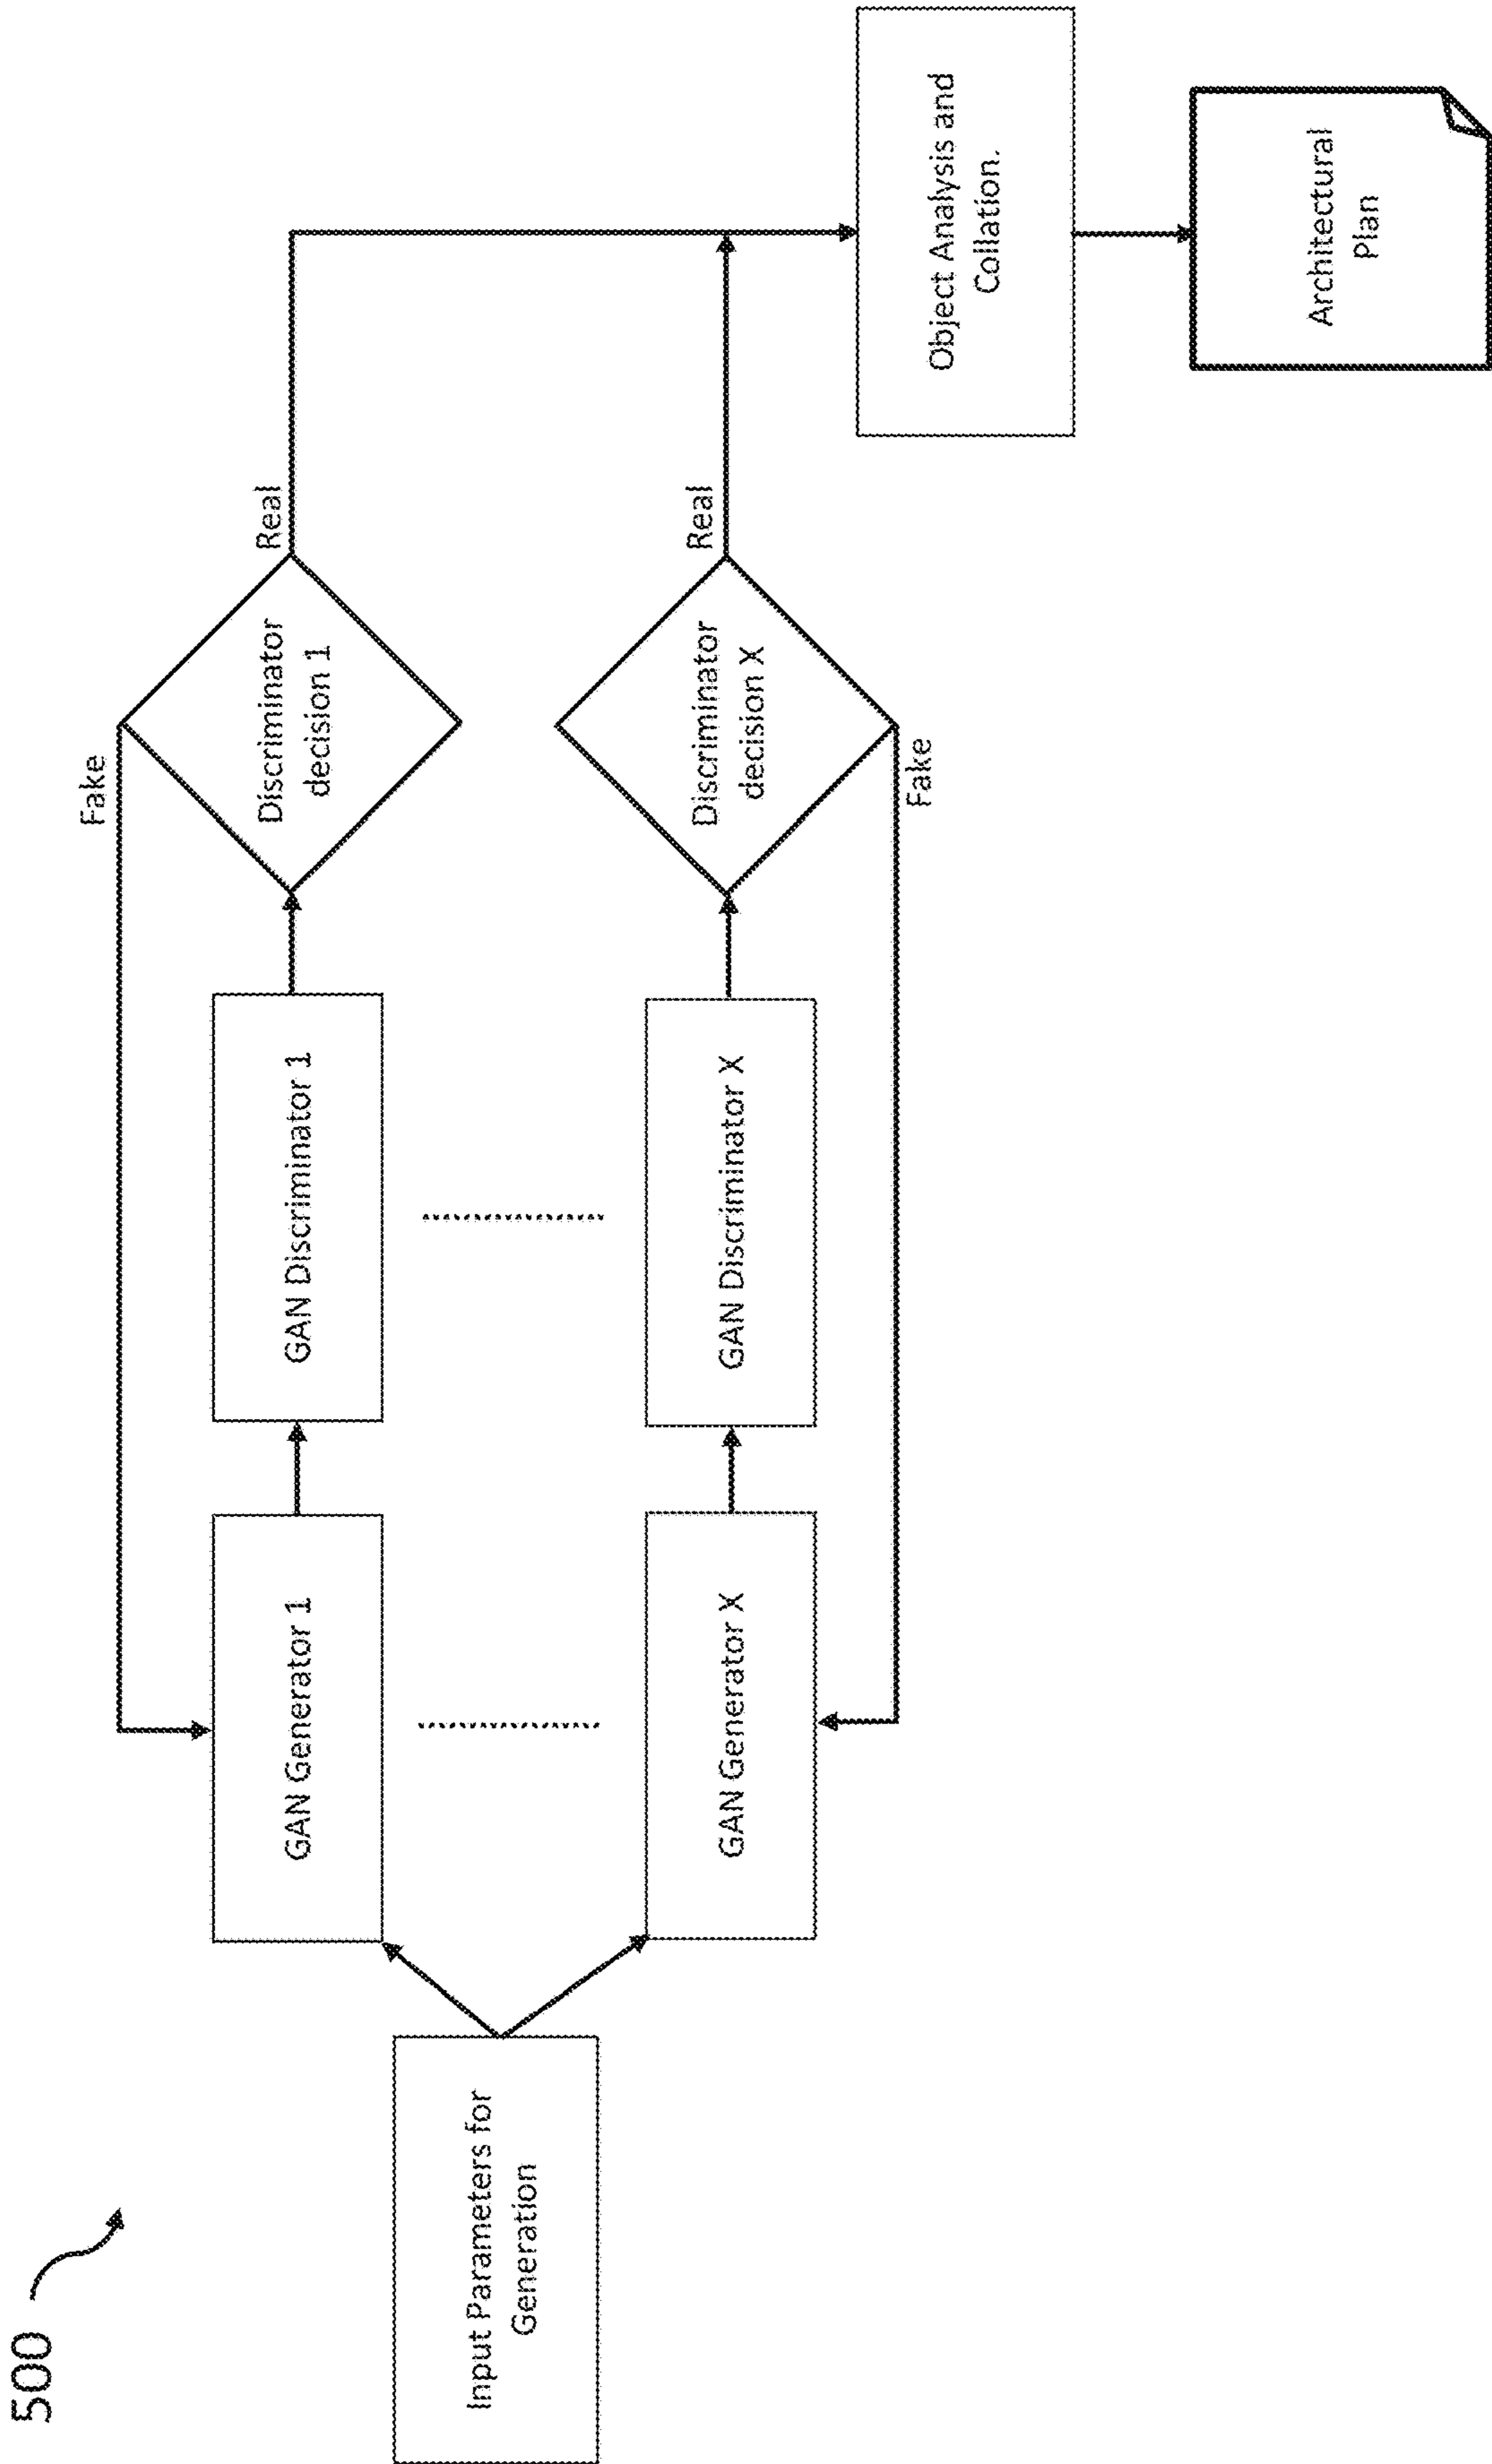 500
Input Parameters for
Generation
GAN Generator 1
GAN Generator X
GAN Discriminator 1
GAN Discriminator X
Fake
Discriminator
decision 1
Real
Discriminator
decision X
Real
Fake
Object Analysis and
Collation.
Architectural
Plan